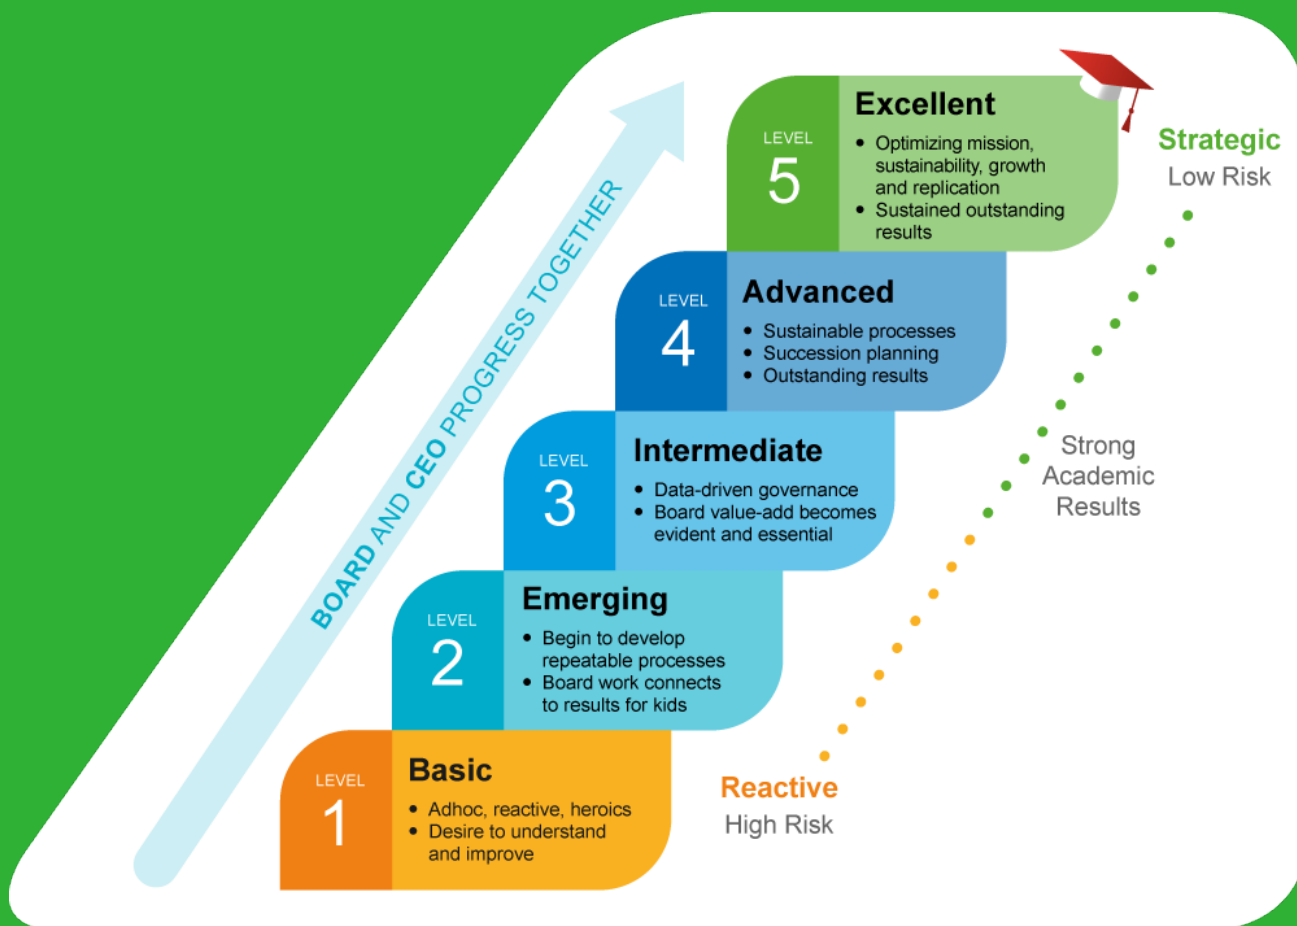 BOARD AND CEO PROGRESS TOGETHER
LEVEL
5
Excellent
• Optimizing mission,
sustainability, growth
and replication
• Sustained outstanding
results
Strategic
Low Risk
LEVEL
4
Advanced
• Sustainable processes
• Succession planning
• Outstanding results
LEVEL
3
Intermediate
• Data-driven governance
• Board value-add becomes
evident and essential
Strong
Academic
Results
LEVEL
2
Emerging
• Begin to develop
repeatable processes
• Board work connects
to results for kids
LEVEL
1
Basic
• Adhoc, reactive, heroics
• Desire to understand
and improve
Reactive
High Risk